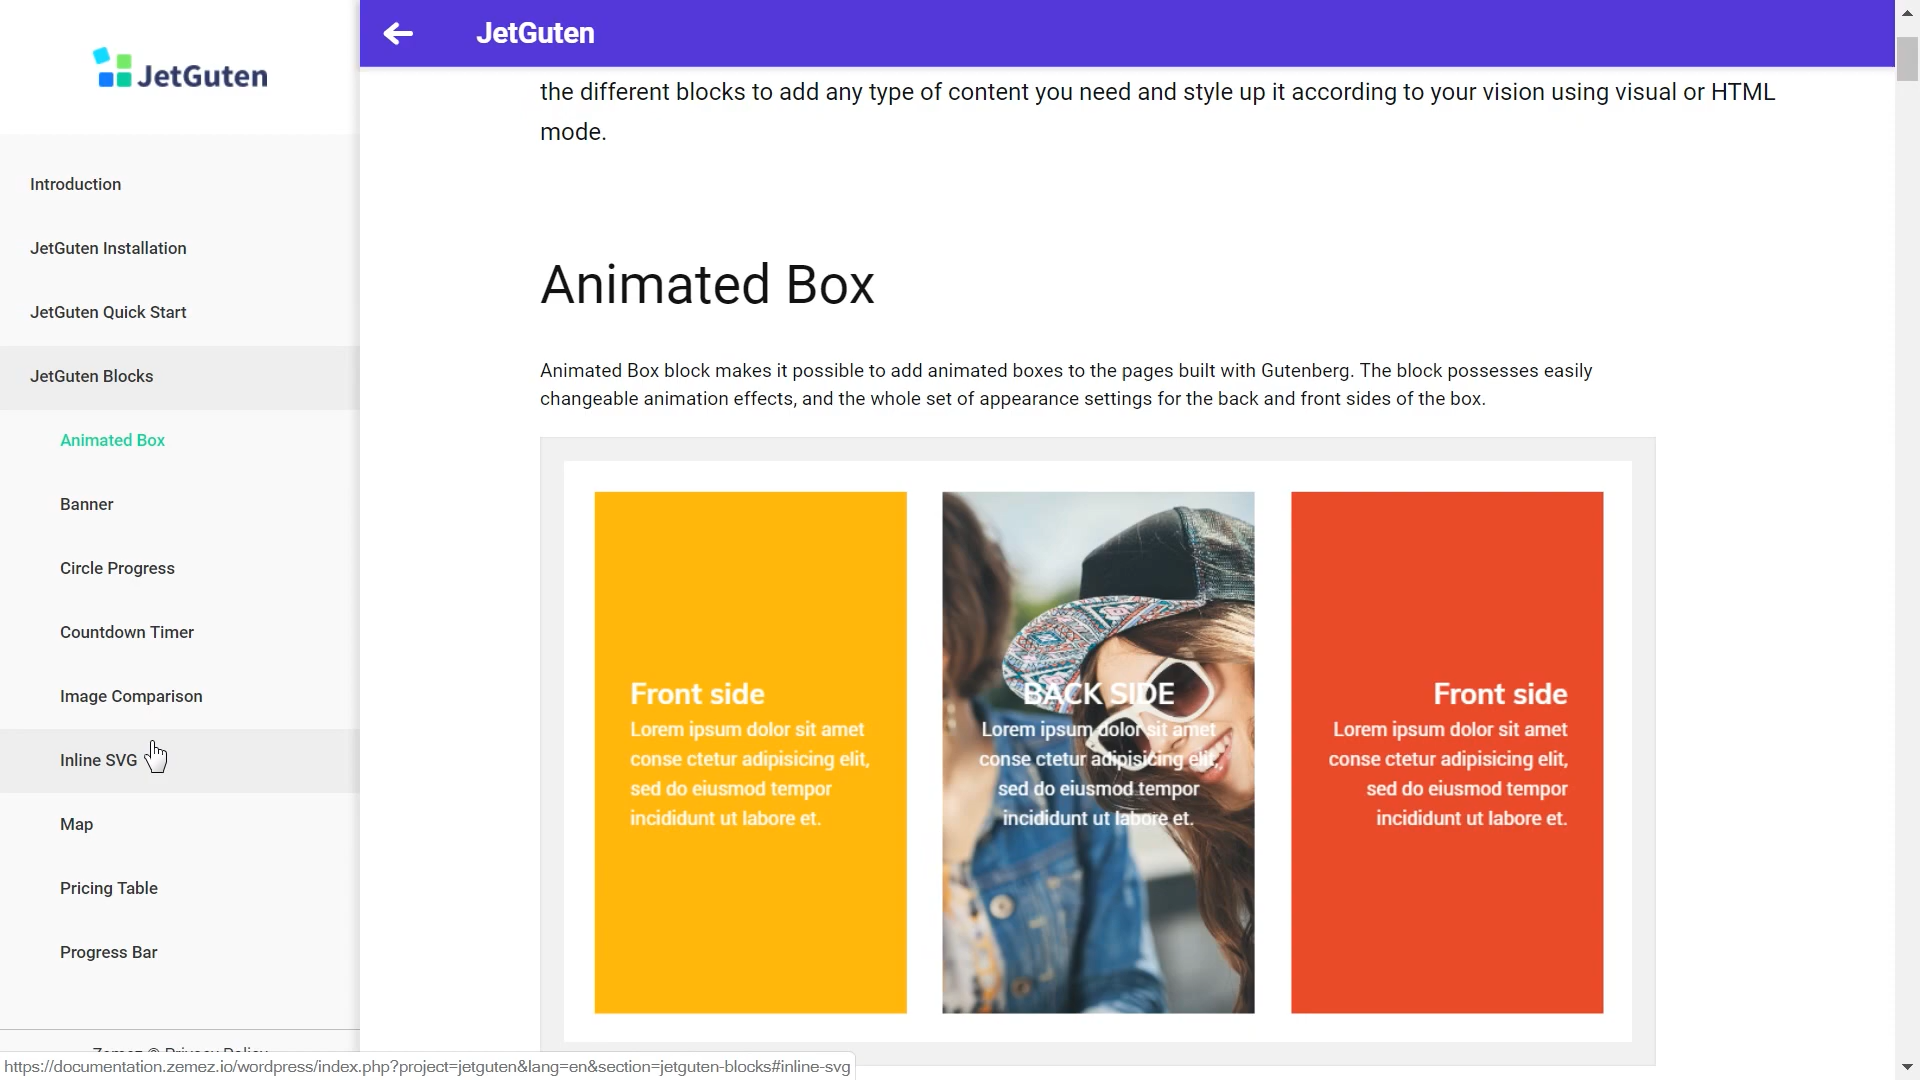 JetGuten
Introduction
JetGuten Installation
JetGuten Quick Start
JetGuten Blocks
Animated Box
Banner
Circle Progress
Countdown Timer
Image Comparison
Inline SVG
Map
Pricing Table
Progress Bar
Zemez © Privacy Policy
https://documentation.zemez.io/wordpress/index.php?project=jetguten&lang=en&section=jetguten-blocks#inline-svg
JetGuten
the different blocks to add any type of content you need and style up it according to your vision using visual or HTML
mode.
Animated Box
Animated Box block makes it possible to add animated boxes to the pages built with Gutenberg. The block possesses easily
changeable animation effects, and the whole set of appearance settings for the back and front sides of the box.
Front side
Lorem ipsum dolor sit amet
conse ctetur adipisicing elit,
sed do eiusmod tempor
incididunt ut labore et.
BACK SIDE
Lorem ipsum dolor sit amet
conse ctetur adipisicing elit,
sed do eiusmod tempor
incididunt ut labore et.
Front side
Lorem ipsum dolor sit amet
conse ctetur adipisicing elit,
sed do eiusmod tempor
incididunt ut labore et.